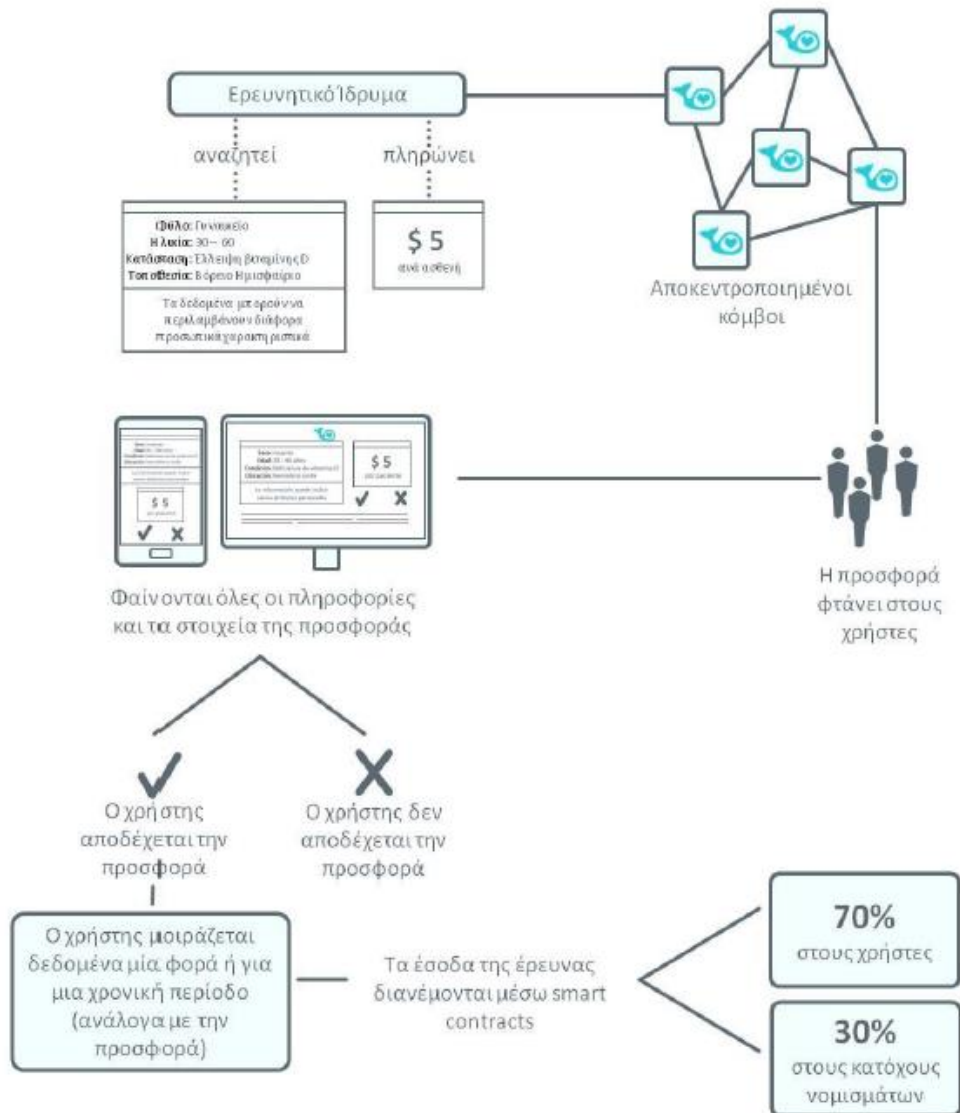 Ερευνητικό Ίδρυμα
αναζητεί
πληρώνει
Φύλο: Γυναικείο
Ηλικία: 30 – 60
Κατάσταση: Έλλειψη βιταμίνης D
Τοποθεσία: Βόρειο Ημισφαίριο
Τα δεδομένα μπορούν να
περιλαμβάνουν διάφορα
προσωπικά χαρακτηριστικά
$ 5
ανά ασθενή
Αποκεντροποιημένοι
κόμβοι
$ 5
$ 5
por paciente
Φαίνονται όλες οι πληροφορίες
και τα στοιχεία της προσφοράς
Η προσφορά
φτάνει στους
χρήστες
Ο χρήστης
αποδέχεται την
προσφορά
Ο χρήστης δεν
αποδέχεται την
προσφορά
Ο χρήστης μοιράζεται
δεδομένα μία φορά ή για
μια χρονική περίοδο
(ανάλογα με την
προσφορά)
Τα έσοδα της έρευνας
διανέμονται μέσω smart
contracts
70%
στους χρήστες
30%
στους κατόχους
νομισμάτων